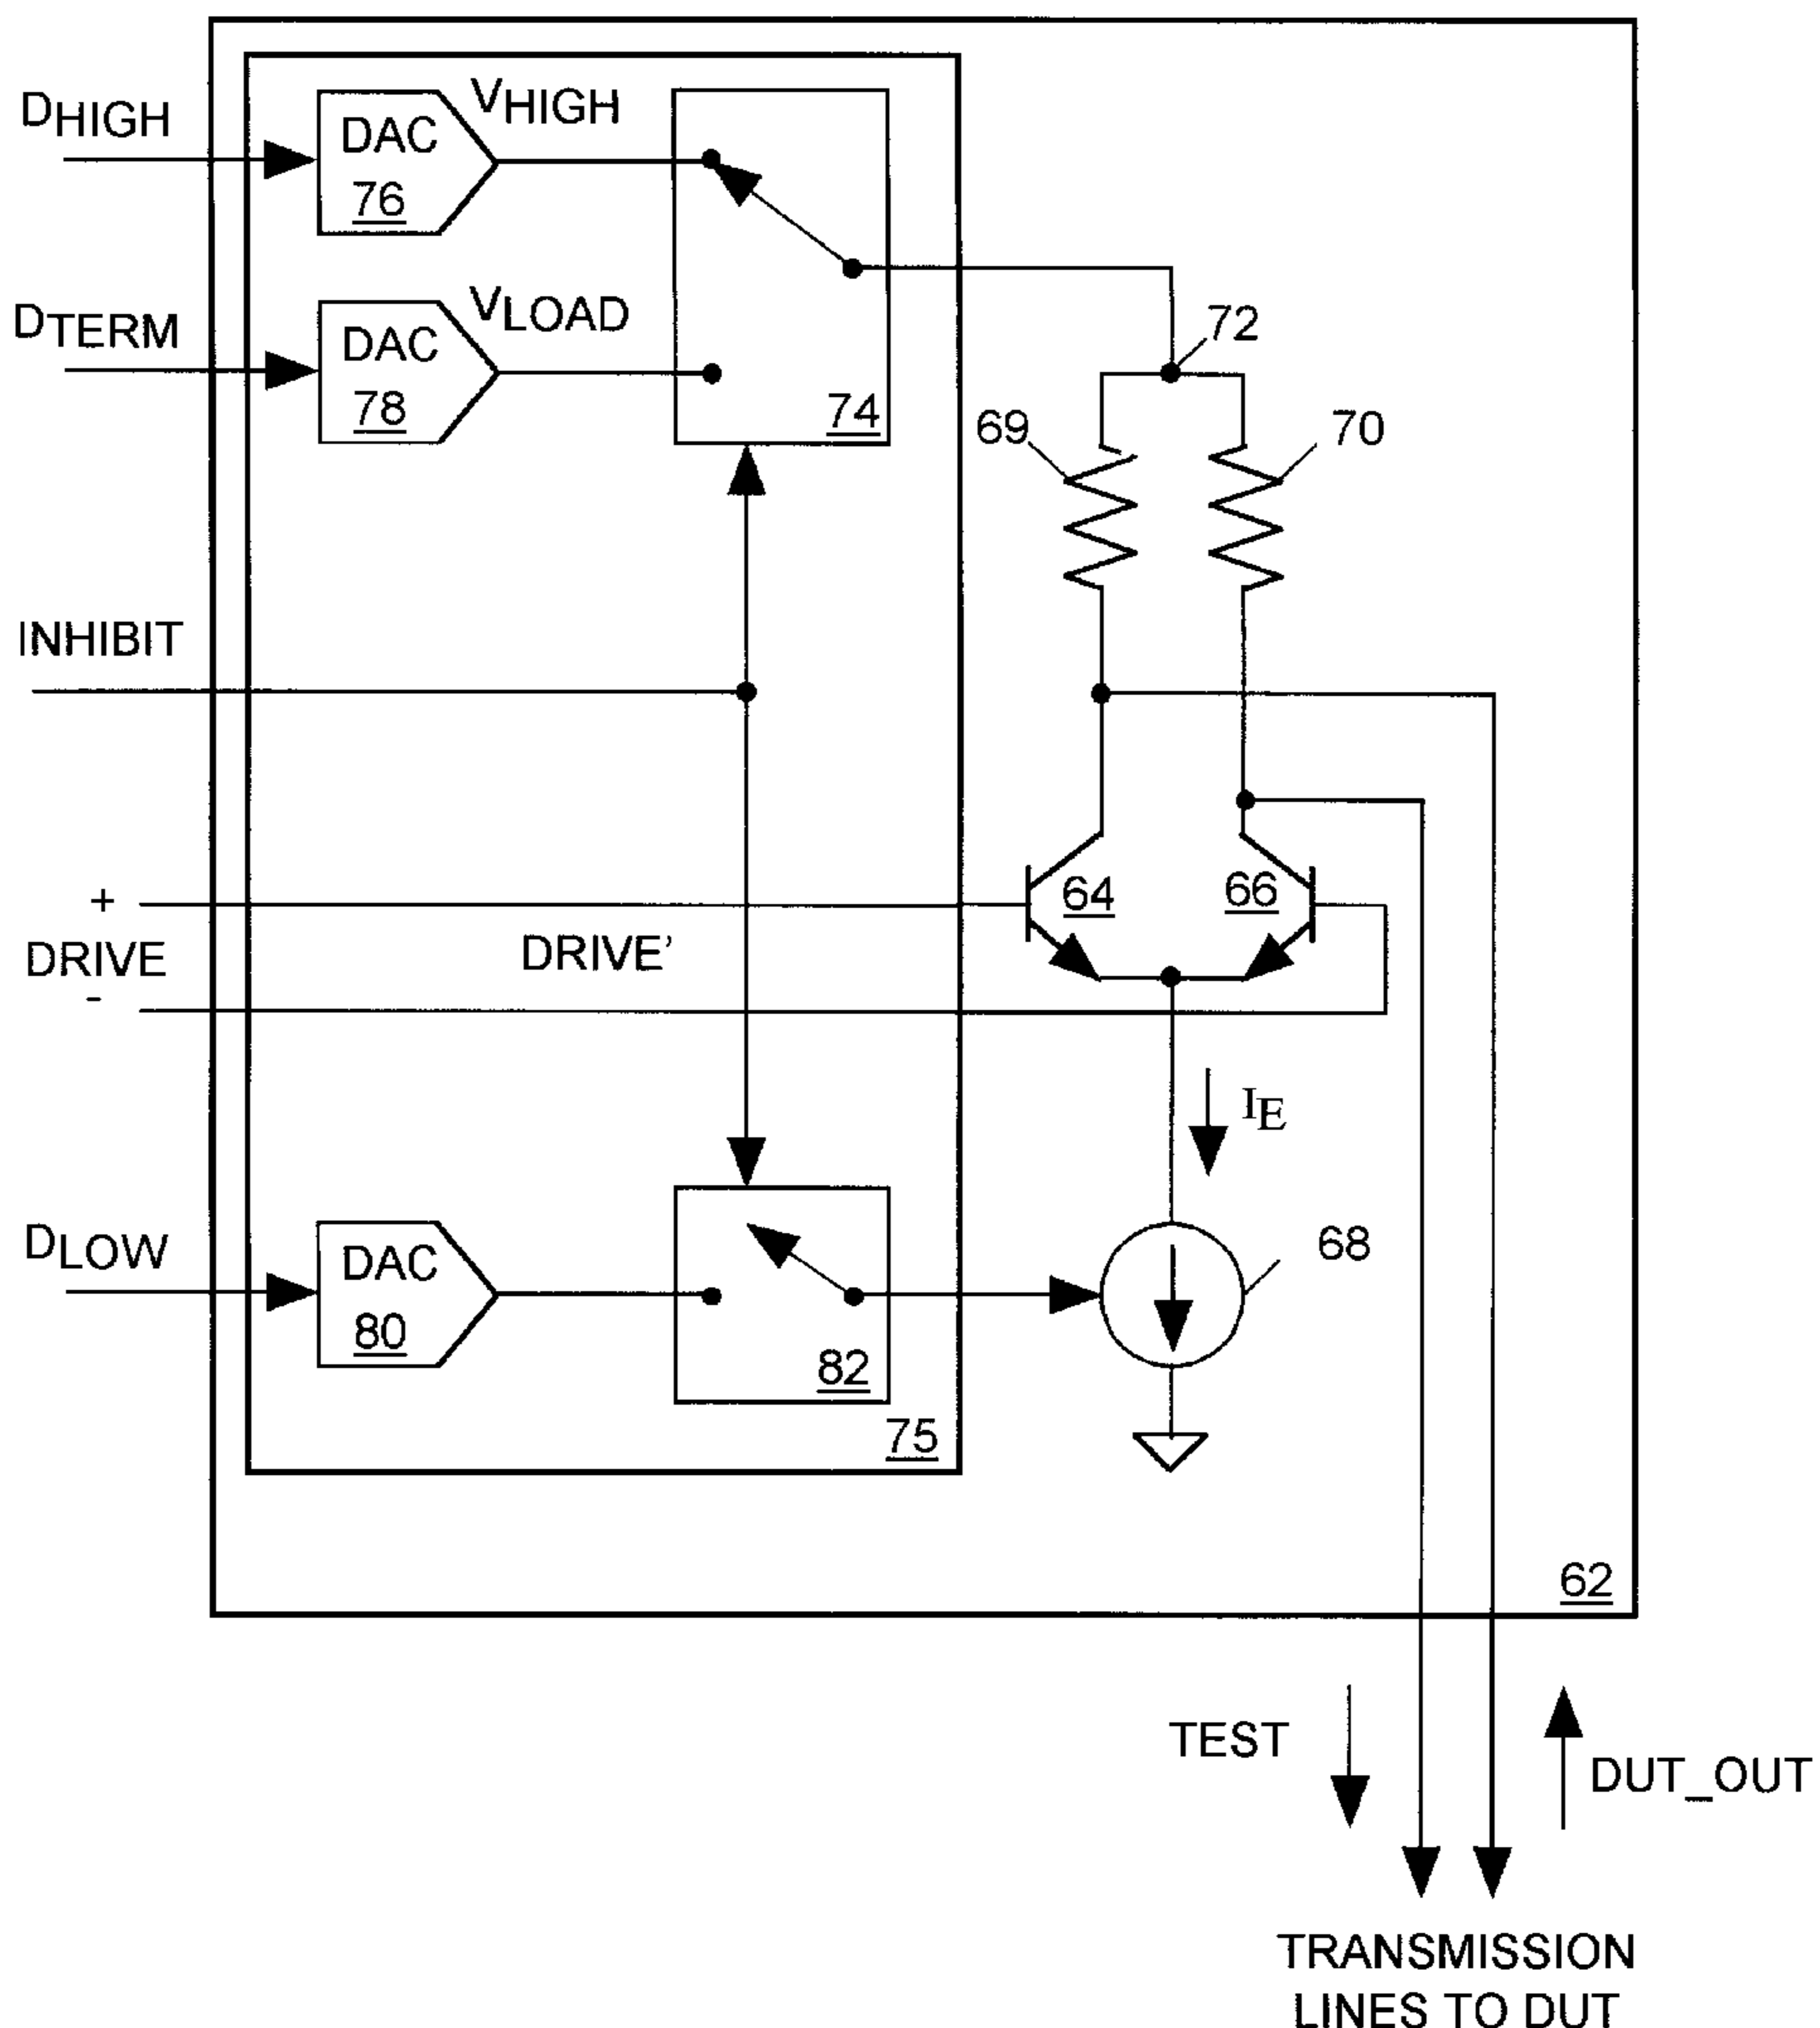 DHIGH
DAC
76
VHIGH
DTERM
DAC
78
VLOAD
74
72
69
70
INHIBIT
+
DRIVE
-
DRIVE'
64
66
IE
DLOW
DAC
80
82
68
75
62
TEST
DUT_OUT
TRANSMISSION
LINES TO DUT